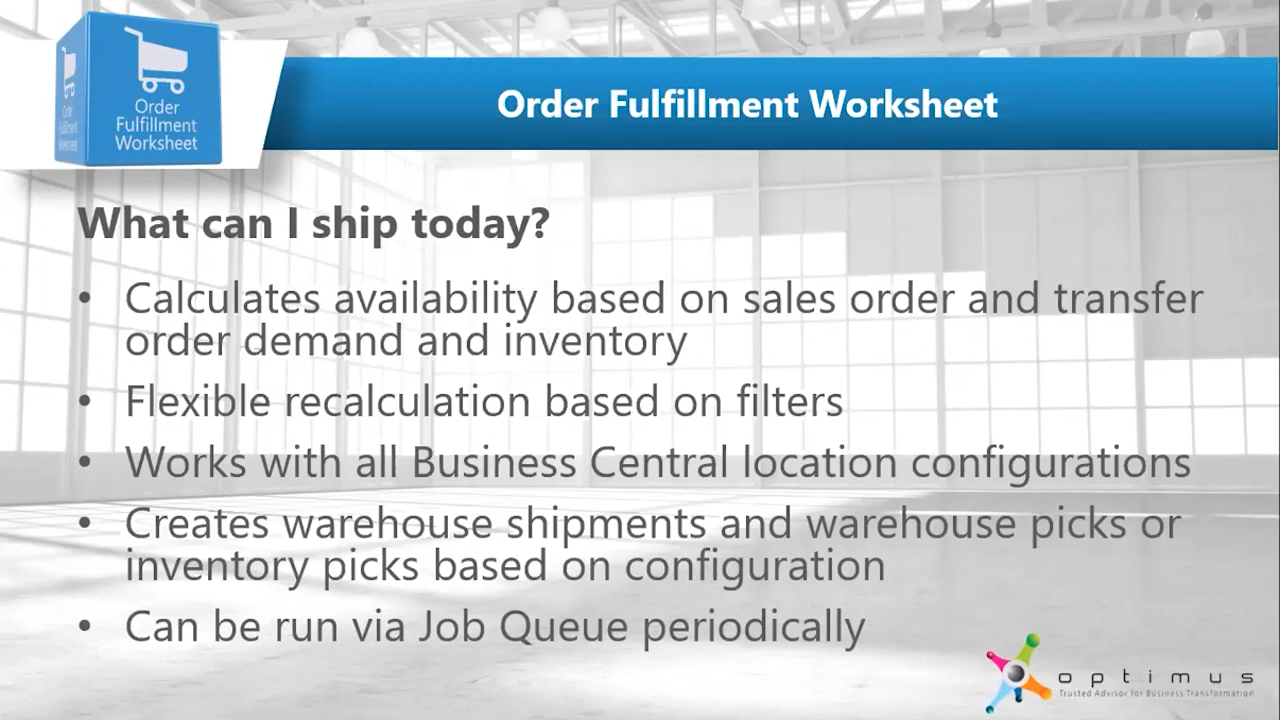 Order Fulfillment Worksheet
Order
Fulfillment
Worksheet
What can I ship today?
• Calculates availability based on sales order and transfer
order demand and inventory
• Flexible recalculation based on filters
• Works with all Business Central location configurations
• Creates warehouse shipments and warehouse picks or
inventory picks based on configuration
• Can be run via Job Queue periodically
optimus
Trusted Advisor for Business Transformation